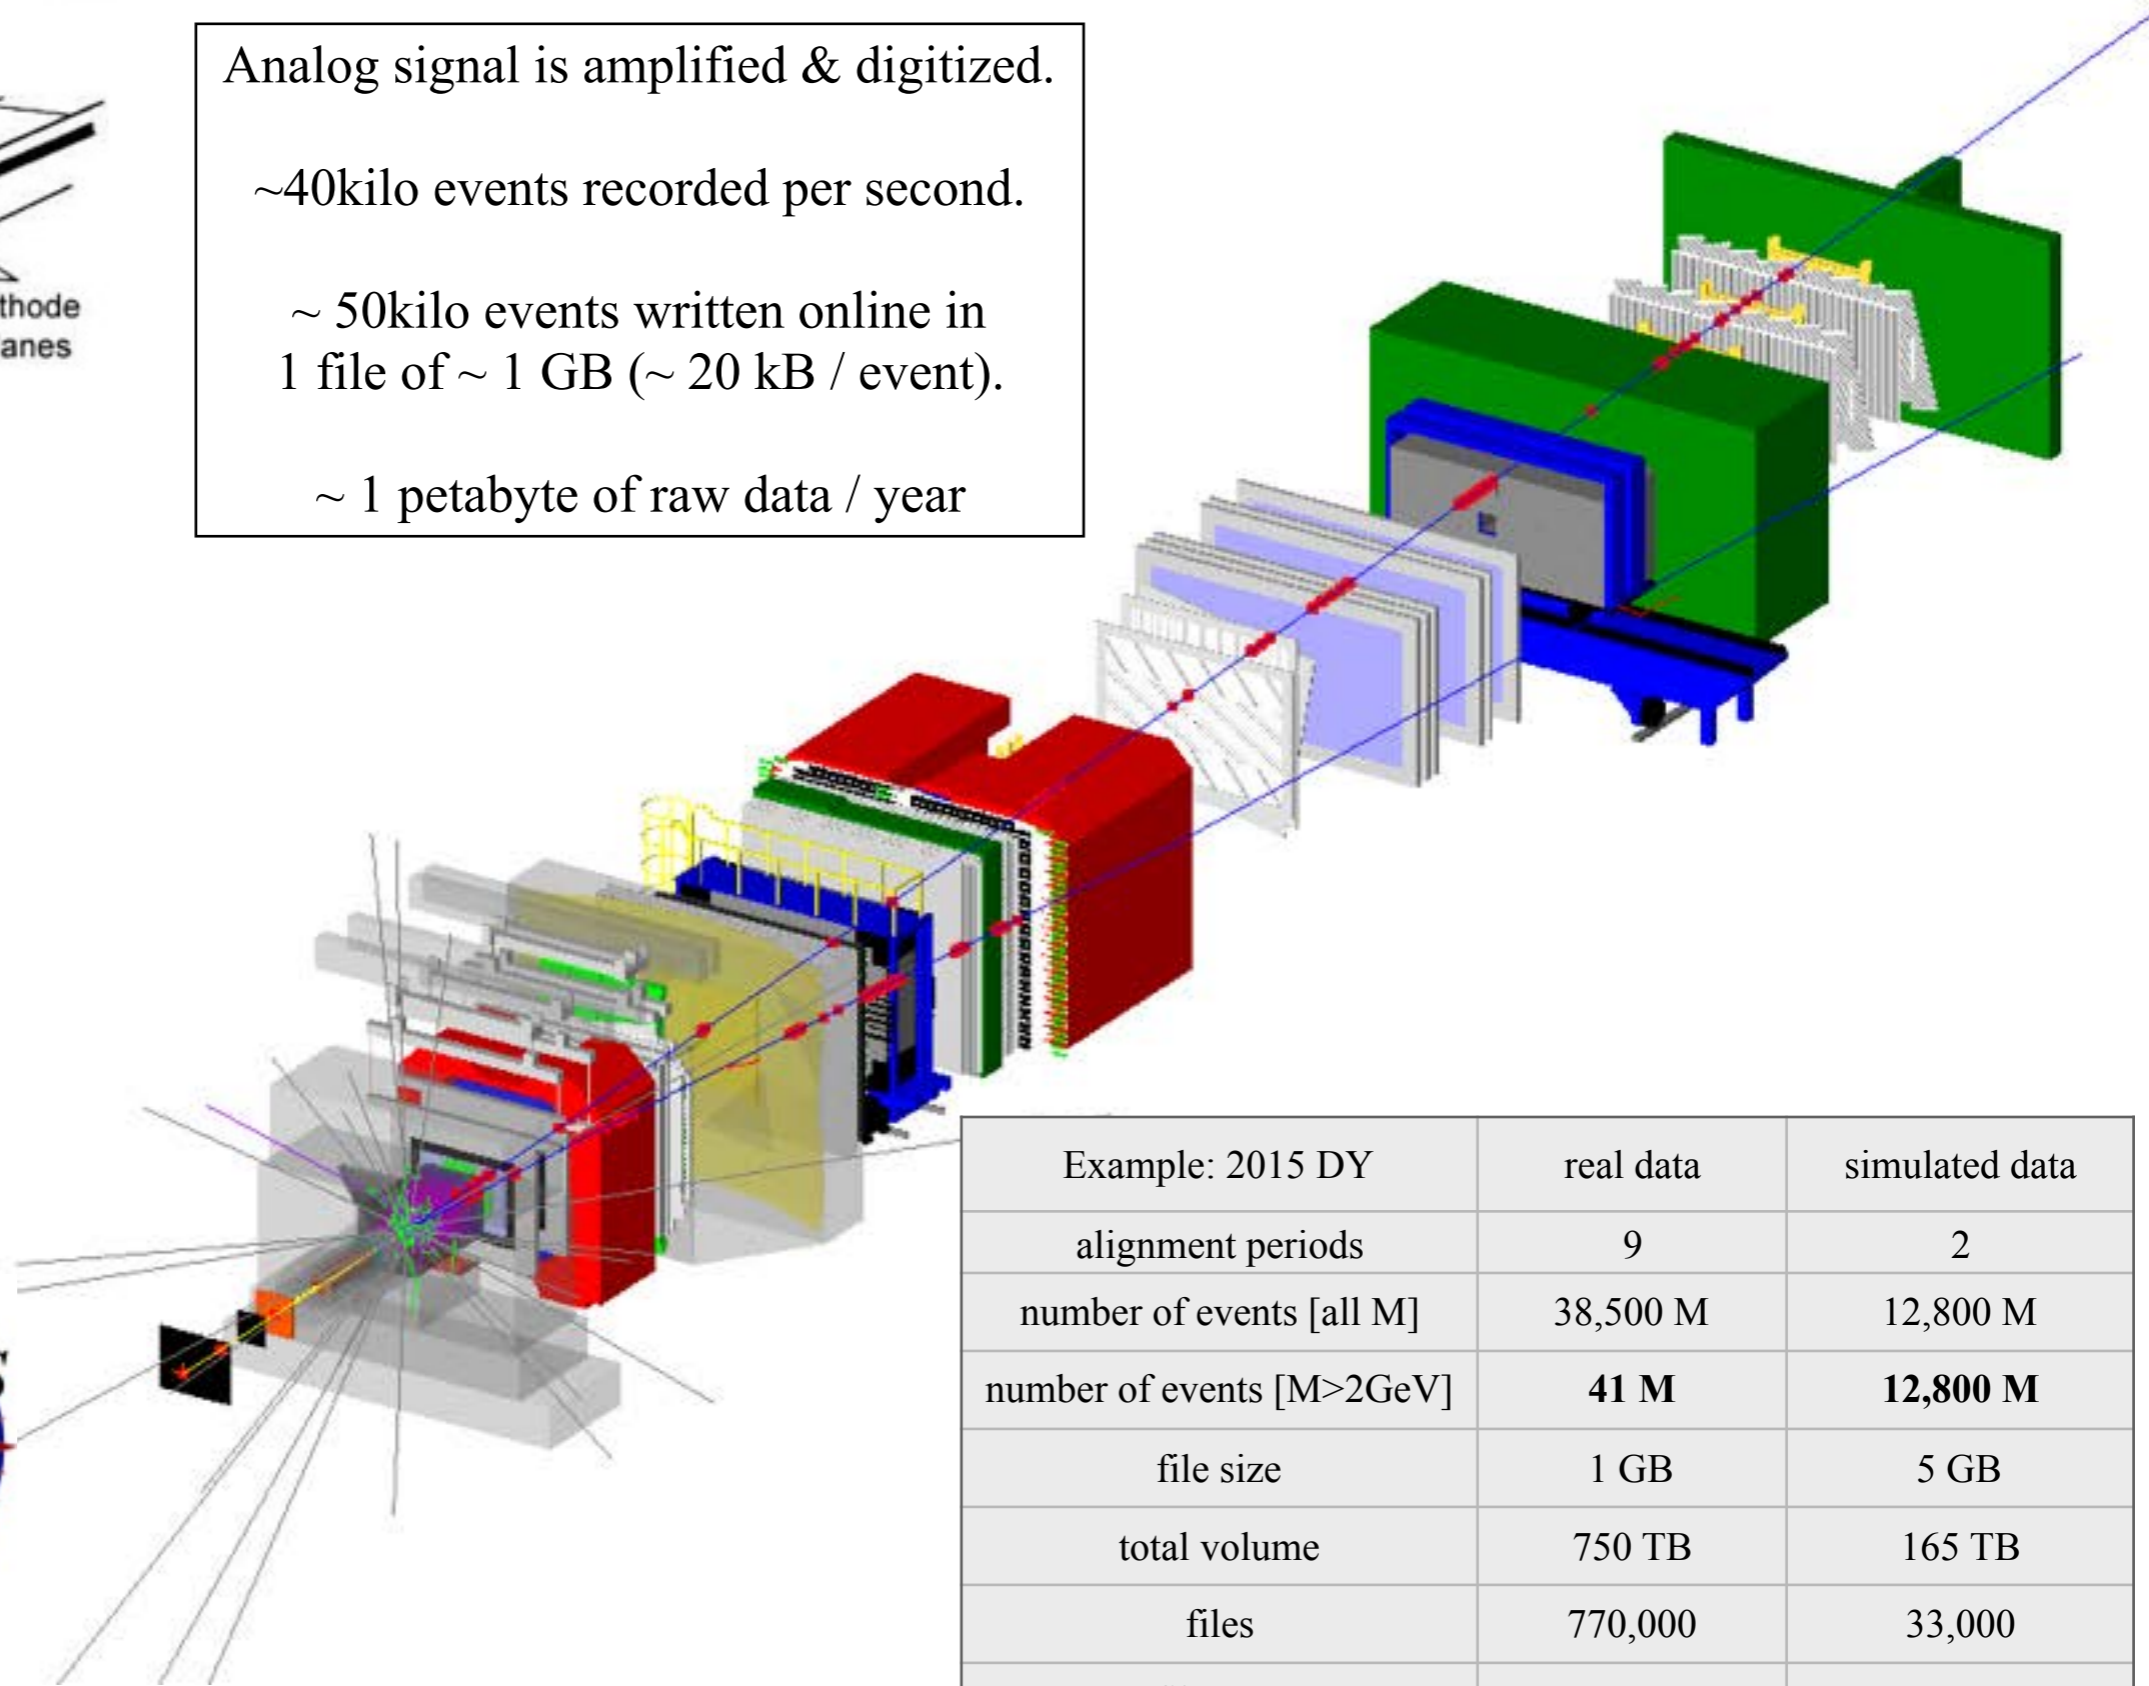 Analog signal is amplified & digitized.
~40kilo events recorded per second.
~ 50kilo events written online in
1 file of ~ 1 GB (~ 20 kB / event).
~ 1 petabyte of raw data / year
thode
anes
Example: 2015 DY real data simulated data
alignment periods 9 2
number of events [all M] 38,500 M 12,800 M
number of events [M>2GeV] 41 M 12,800 M
file size 1 GB 5 GB
total volume 750 TB 165 TB
files 770,000 33,000